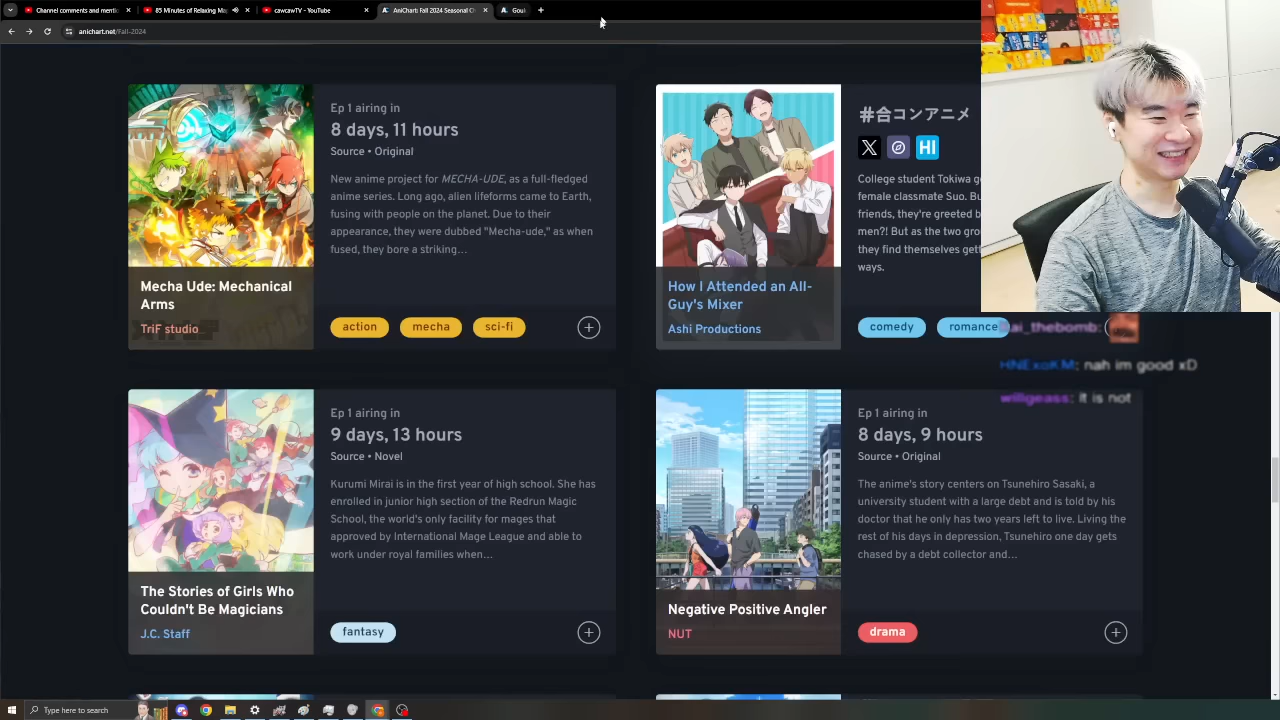 Channel comments and menti
85 Minutes of Relaxing Ma
cawcawTV - YouTube
AniChart: Fall 2024 Seasonal C
Goul
anichart.net/Fall-2024
Ep 1 airing in
8 days, 11 hours
Source • Original
New anime project for MECHA-UDE, as a full-fledged
anime series. Long ago, alien lifeforms came to Earth,
fusing with people on the planet. Due to their
appearance, they were dubbed "Mecha-ude," as when
fused, they bore a striking...
Mecha Ude: Mechanical
Arms
TriF studio
action
mecha
sci-fi
#合コンアニメ
X
HI
College student Tokiwa g
female classmate Suo. Bu
friends, they're greeted b
men?! But as the two gro
they find themselves gett
ways.
How I Attended an All-
Guy's Mixer
Ashi Productions
comedy
romance
ai_thebomb:
HNExoKM: nah im good xD
willgeass: It is not
Ep 1 airing in
9 days, 13 hours
Source • Novel
Kurumi Mirai is in the first year of high school. She has
enrolled in junior high section of the Redrun Magic
School, the world's only facility for mages that
approved by International Mage League and able to
work under royal families when...
The Stories of Girls Who
Couldn't Be Magicians
J.C. Staff
fantasy
Ep 1 airing in
8 days, 9 hours
Source • Original
The anime's story centers on Tsunehiro Sasaki, a
university student with a large debt and is told by his
doctor that he only has two years left to live. Living the
rest of his days in depression, Tsunehiro one day gets
chased by a debt collector and...
Negative Positive Angler
NUT
drama
Type here to search